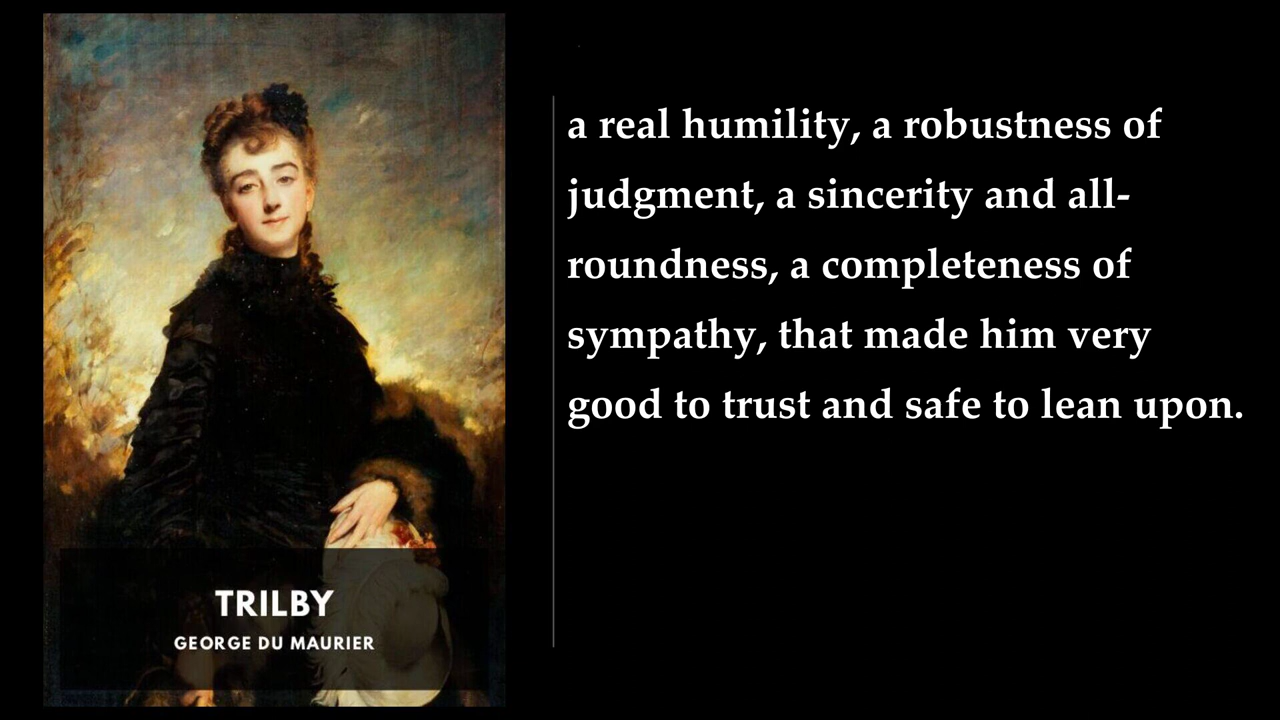 TRILBY
GEORGE DU MAURIER
a real humility, a robustness of
judgment, a sincerity and all-
roundness, a completeness of
sympathy, that made him very
good to trust and safe to lean upon.